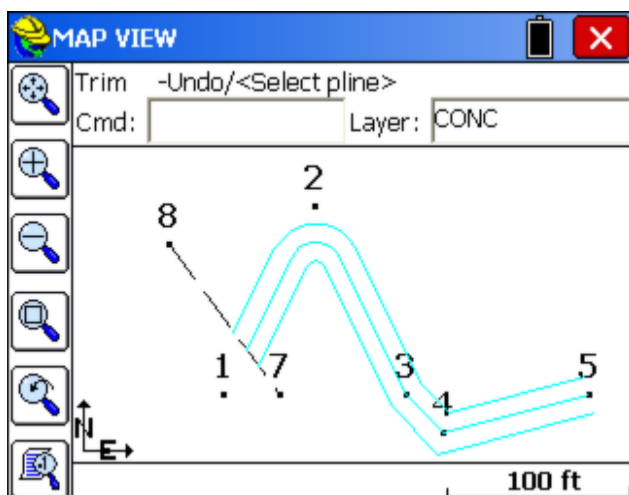 MAP VIEW
Trim -Undo/<Select pline>
Cmd: Layer: CONC
2
8
1 7 3 5
4
N
E
100 ft